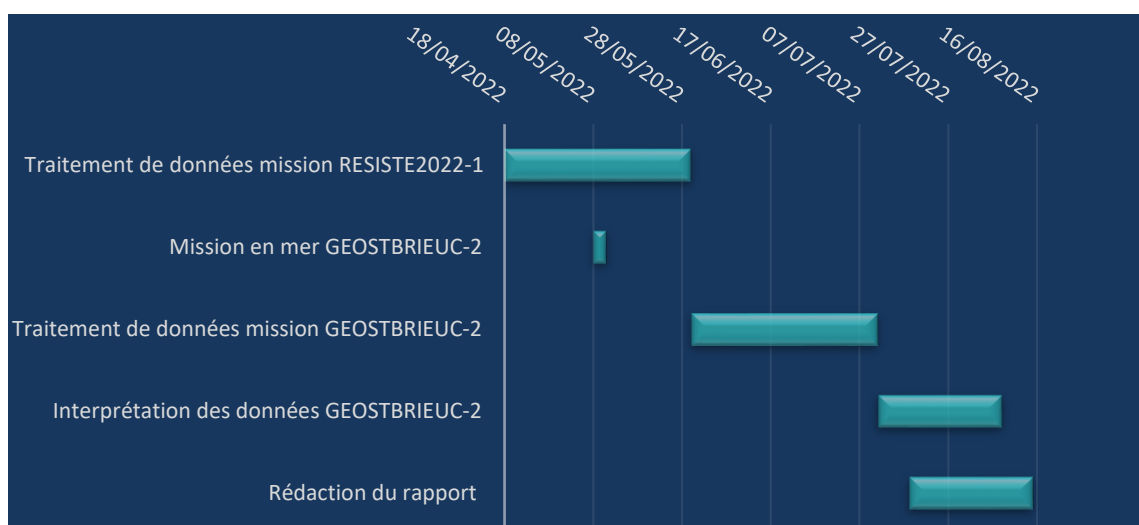 18/04/2022
08/05/2022
28/05/2022
17/06/2022
07/07/2022
27/07/2022
16/08/2022
Traitement de données mission RESISTE2022-1
Mission en mer GEOSTBRIEUC-2
Traitement de données mission GEOSTBRIEUC-2
Interprétation des données GEOSTBRIEUC-2
Rédaction du rapport